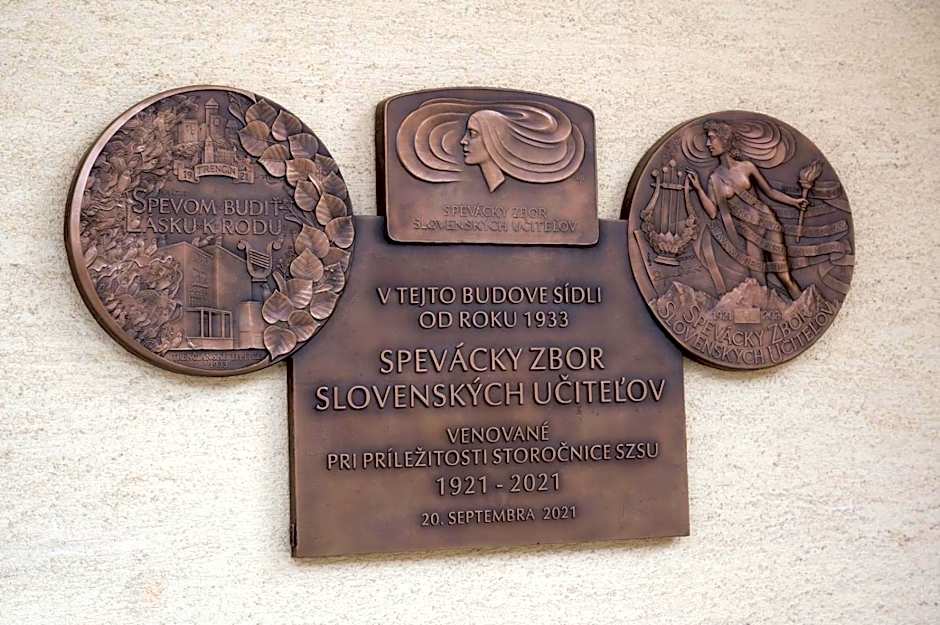 TRENČÍN
SPEVOM BUDIŤ
LÁSKU K RODU
SPEVÁCKY ZBOR
SLOVENSKÝCH UČITEĽOV
1921
SPEVÁCKY ZBOR
SLOVENSKÝCH UČITEĽOV
V TEJTO BUDOVE SÍDLI
OD ROKU 1933
SPEVÁCKY ZBOR
SLOVENSKÝCH UČITEĽOV
VENOVANÉ
PRI PRÍLEŽITOSTI STOROČNICE SZSU
1921 - 2021
20. SEPTEMBRA 2021